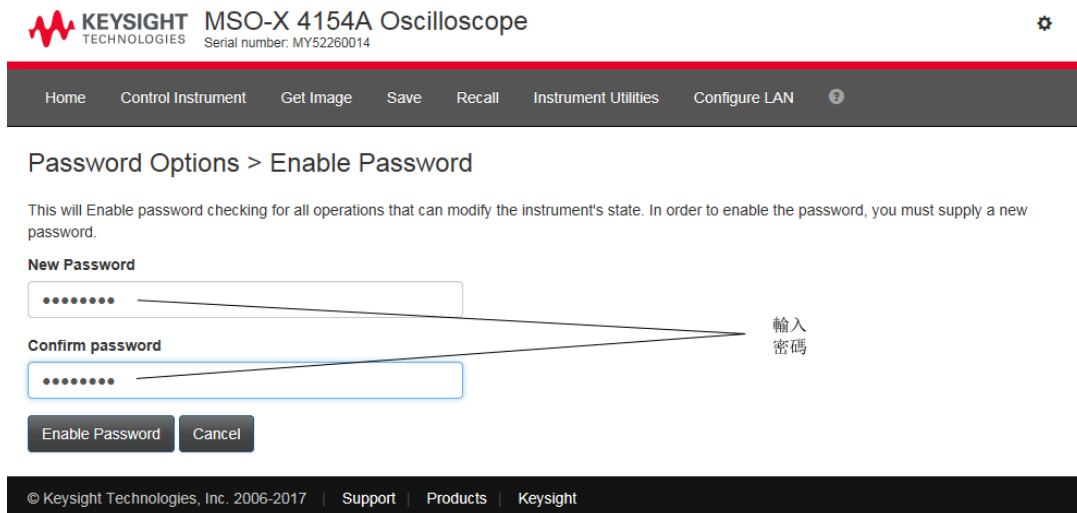 KEYSIGHT
TECHNOLOGIES
MSO-X 4154A Oscilloscope
Serial number: MY52260014
Home Control Instrument Get Image Save Recall Instrument Utilities Configure LAN ?
Password Options > Enable Password
This will Enable password checking for all operations that can modify the instrument's state. In order to enable the password, you must supply a new
password.
New Password
••••••••
輸入
密碼
Confirm password
••••••••
Enable Password Cancel
© Keysight Technologies, Inc. 2006-2017 | Support | Products | Keysight